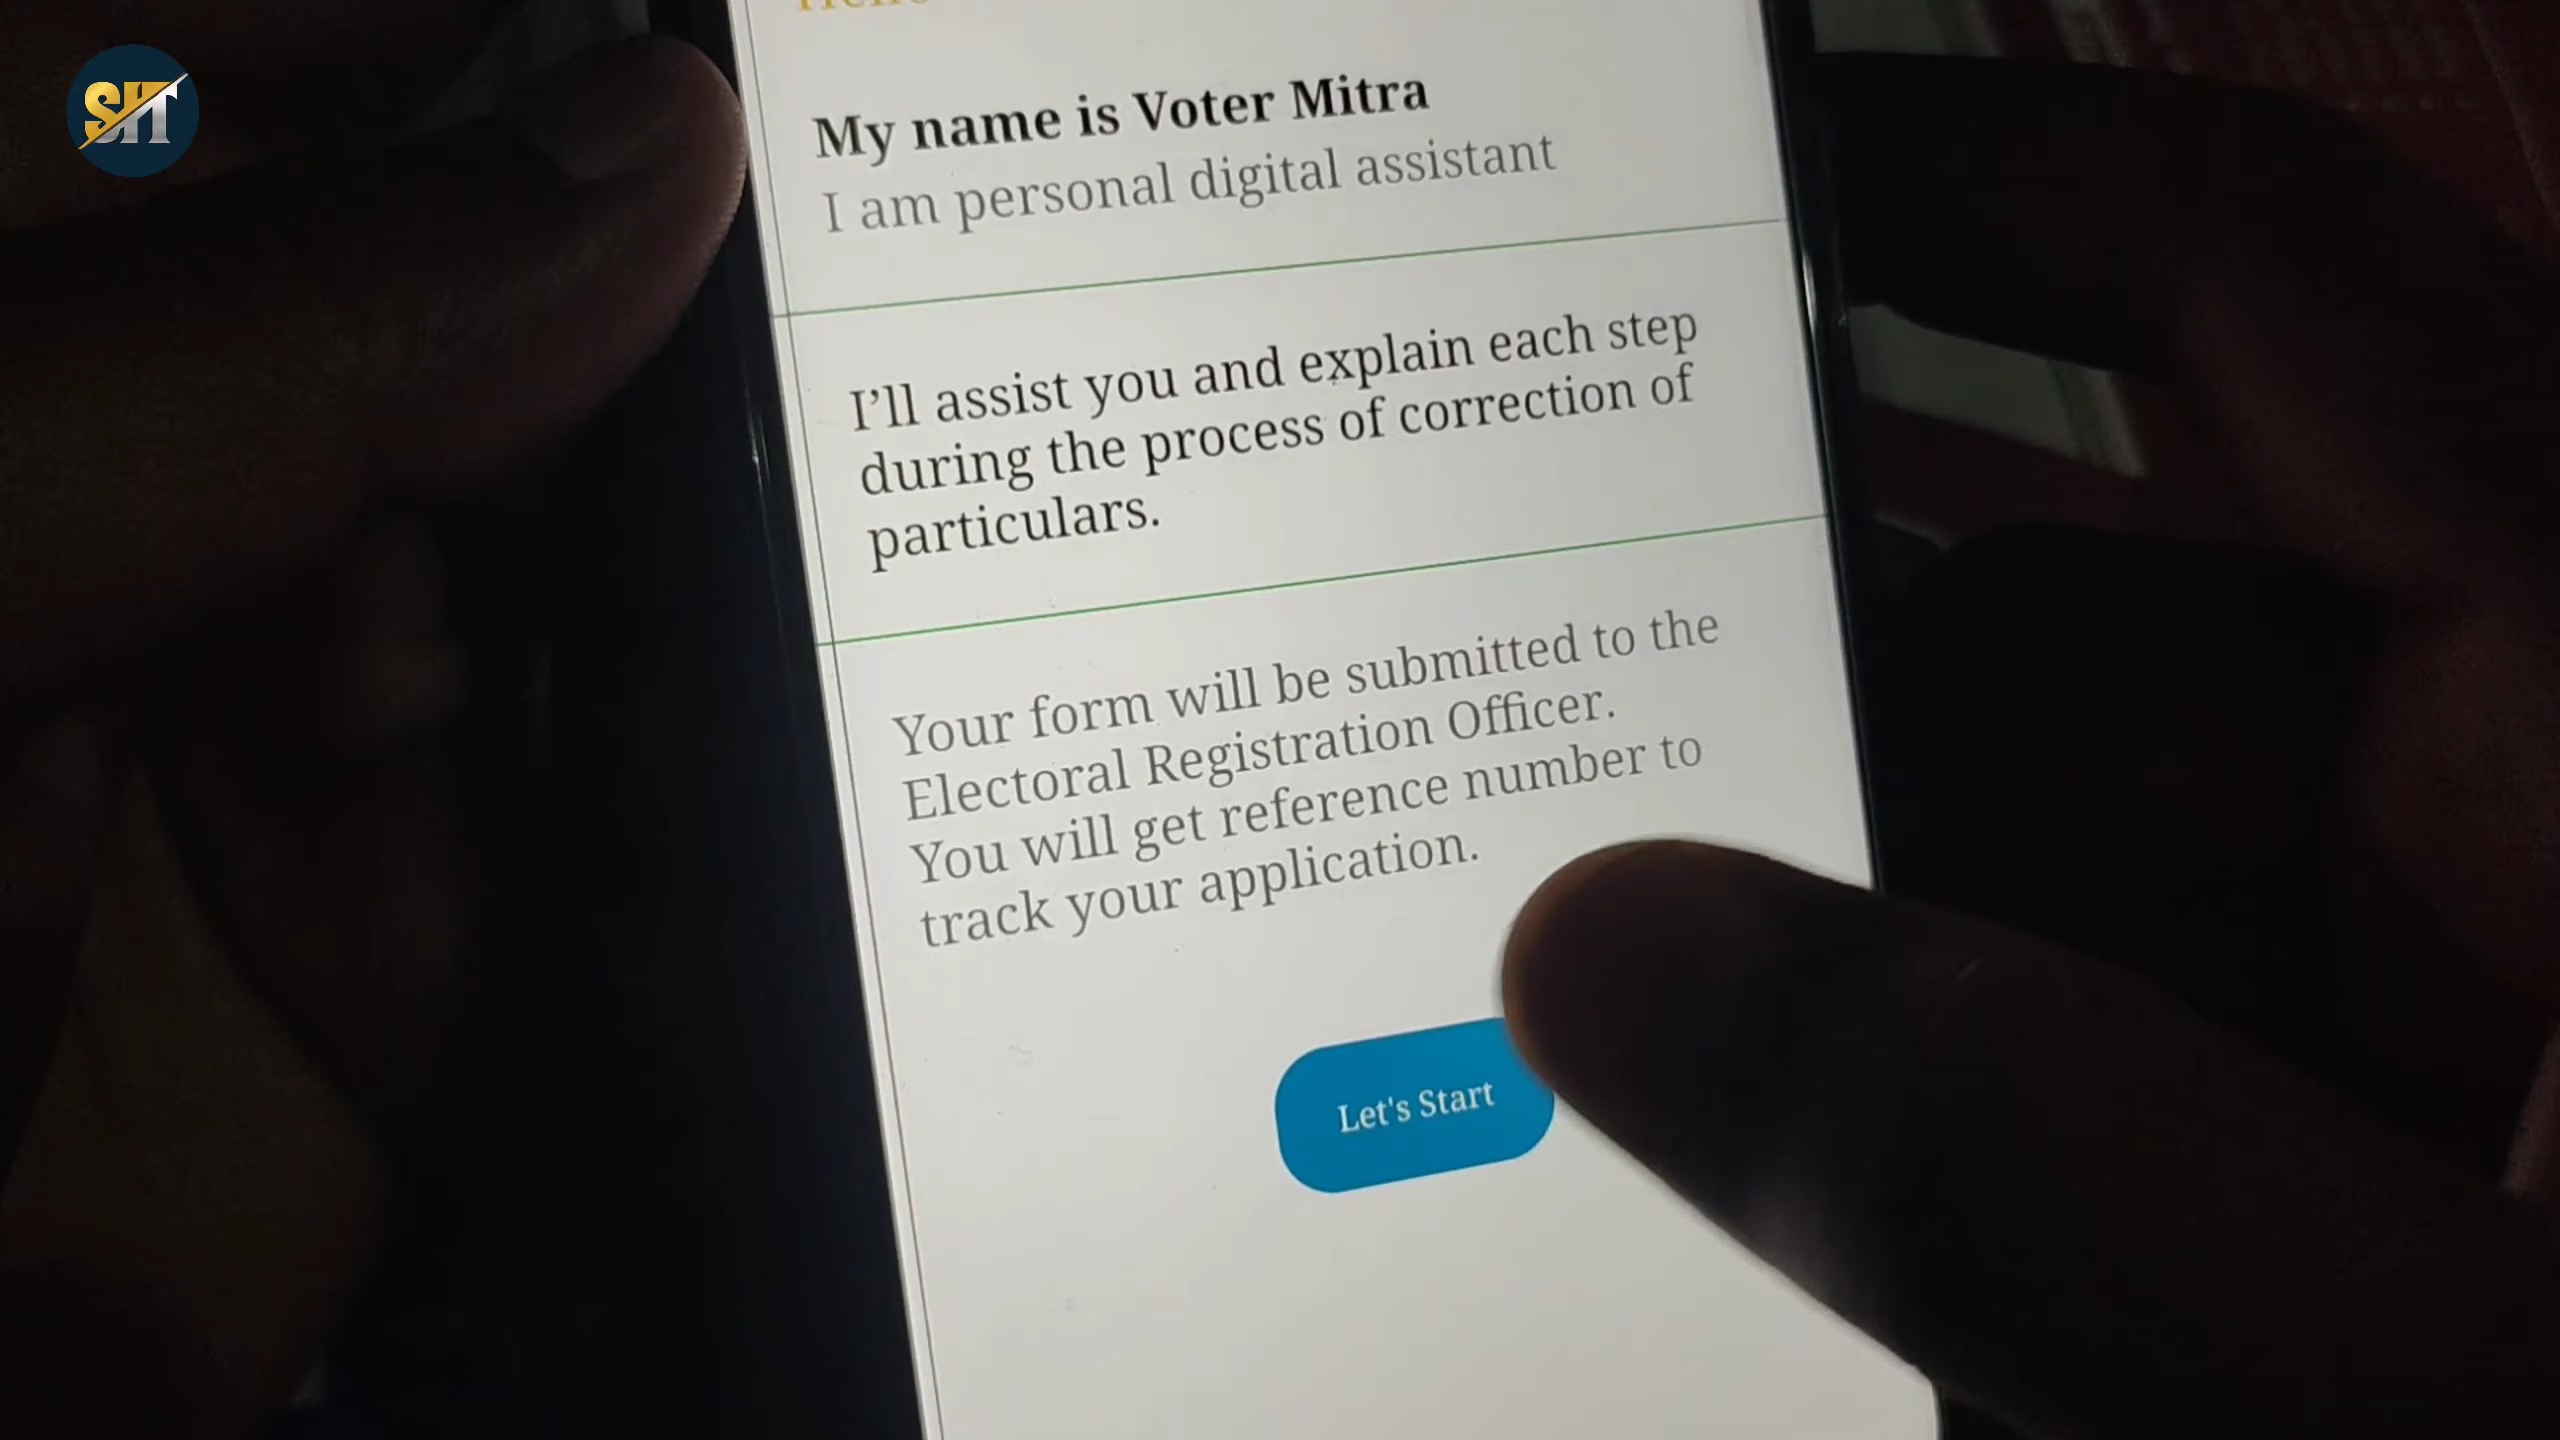 SHT
My name is Voter Mitra
I am personal digital assistant
I'll assist you and explain each step
during the process of correction of
particulars.
Your form will be submitted to the
Electoral Registration Officer.
You will get reference number to
track your application.
Let's Start